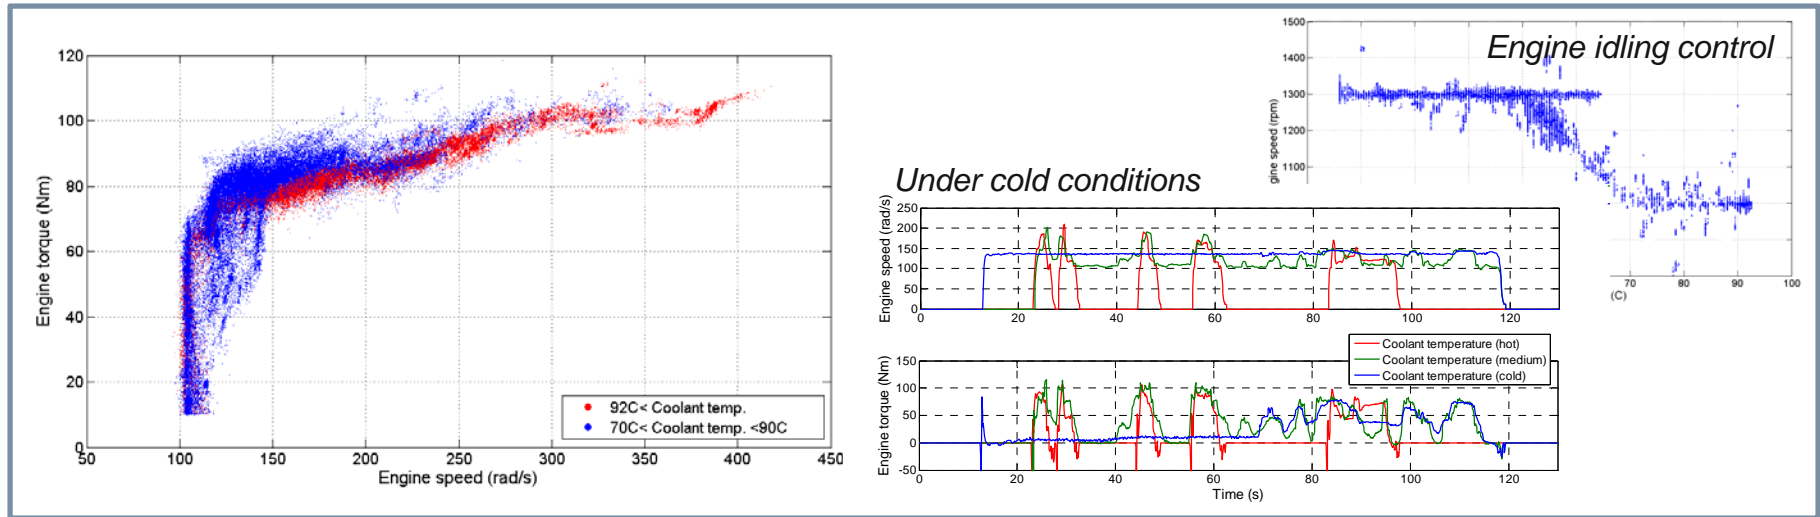 120
100
80
60
40
20
0
Engine torque (Nm)
50 100 150 200 250 300 350 400 450
Engine speed (rad/s)
92C< Coolant temp.
70C< Coolant temp. <90C
Engine idling control
1500
1400
1300
1200
1100
gine speed (rpm)
70 80 90 100
(C)
Under cold conditions
250
200
150
100
50
0
Engine speed (rad/s)
0 20 40 60 80 100 120
Coolant temperature (hot)
Coolant temperature (medium)
Coolant temperature (cold)
150
100
50
0
-50
Engine torque (Nm)
0 20 40 60 80 100 120
Time (s)